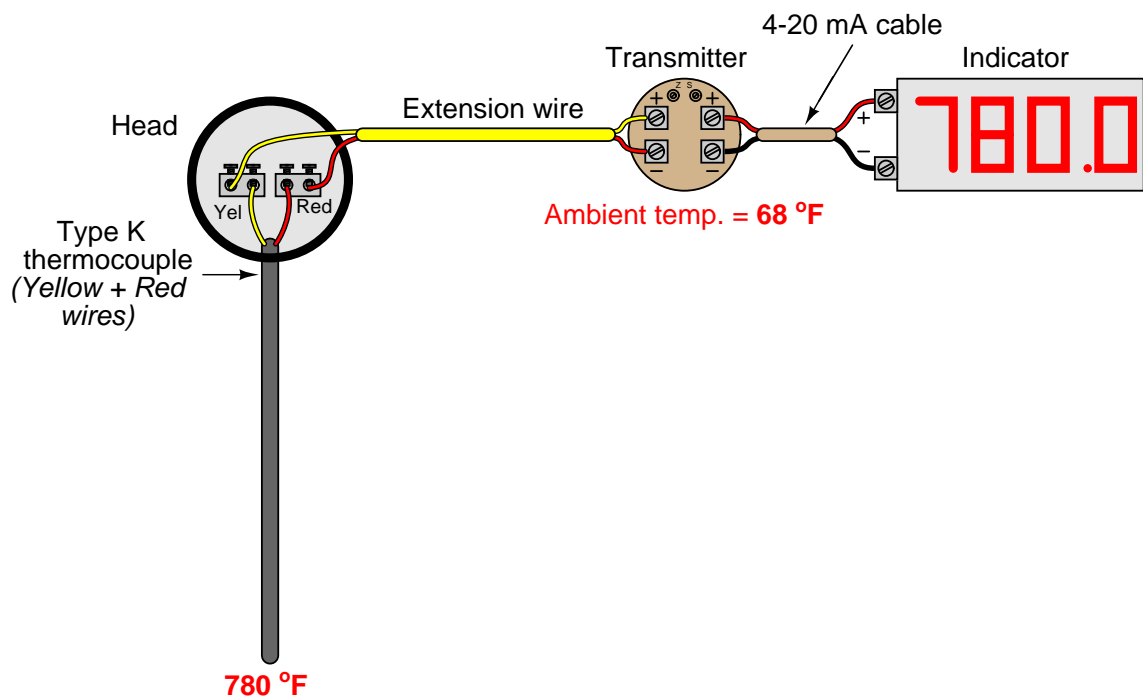 4-20 mA cable
Transmitter
Indicator
Z S
Extension wire
Head
+ +
+
780.0
− −
−
Yel
Red
Ambient temp. = 68 °F
Type K
thermocouple
(Yellow + Red
wires)
780 °F